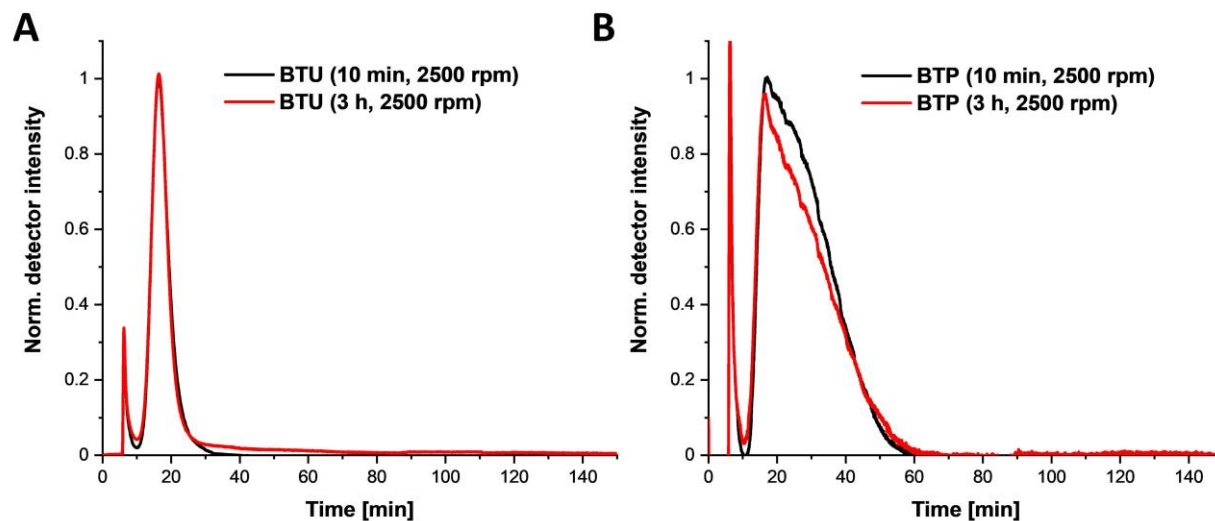 A
BTU (10 min, 2500 rpm)
BTU (3 h, 2500 rpm)
Norm. detector intensity
1
0.8
0.6
0.4
0.2
0
0 20 40 60 80 100 120 140
Time [min]
B
BTP (10 min, 2500 rpm)
BTP (3 h, 2500 rpm)
Norm. detector intensity
1
0.8
0.6
0.4
0.2
0
0 20 40 60 80 100 120 140
Time [min]